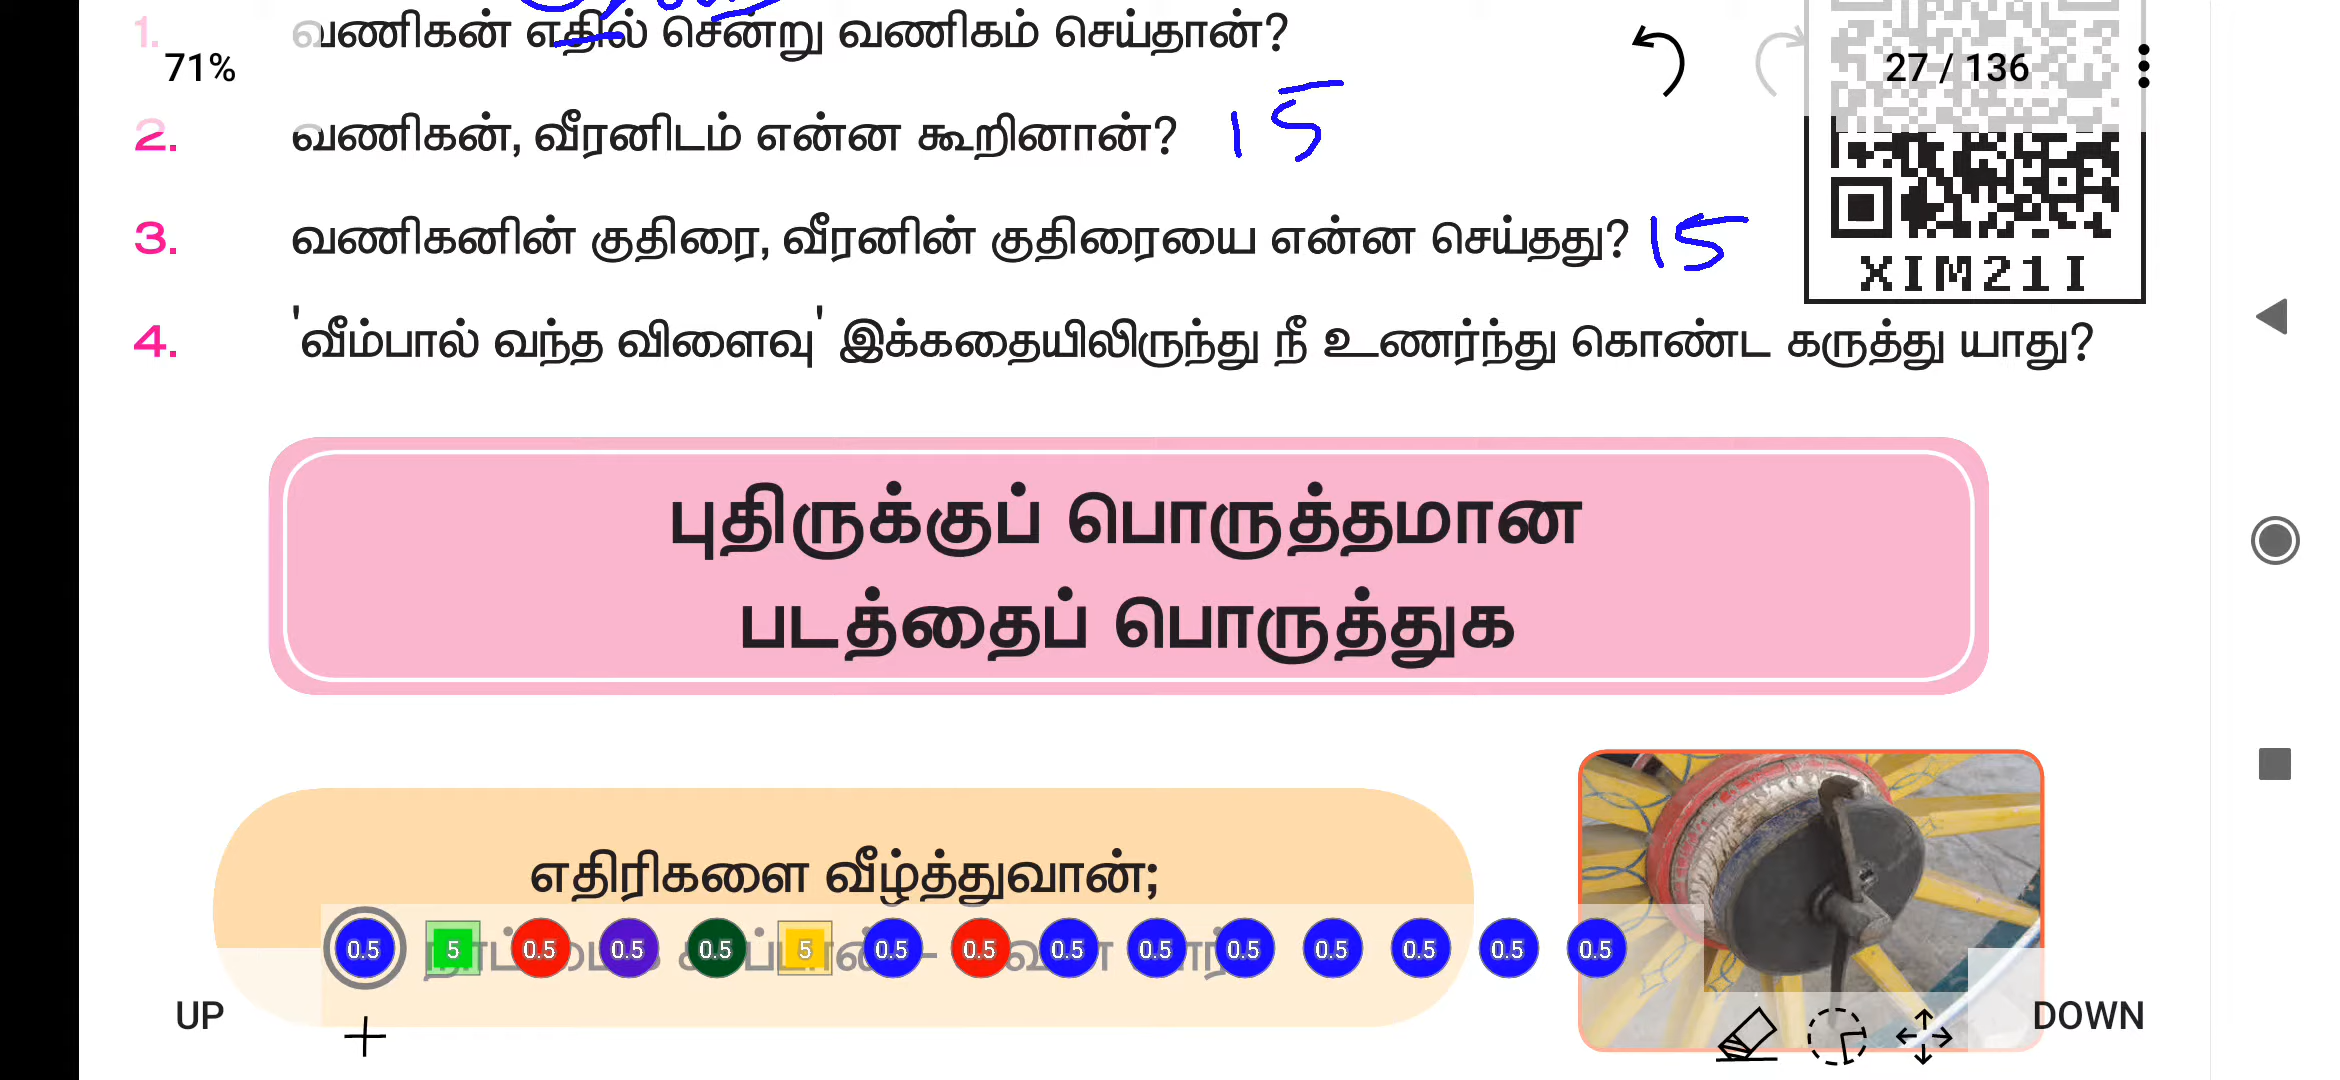 1. வணிகன் எதில் சென்று வணிகம் செய்தான்?
71%
27 / 136
2. வணிகன், வீரனிடம் என்ன கூறினான்? 15
3. வணிகனின் குதிரை, வீரனின் குதிரையை என்ன செய்தது? 15
XIM21I
4. 'வீம்பால் வந்த விளைவு' இக்கதையிலிருந்து நீ உணர்ந்து கொண்ட கருத்து யாது?
புதிருக்குப் பொருத்தமான
படத்தைப் பொருத்துக
எதிரிகளை வீழ்த்துவான்;
0.5 5 0.5 0.5 0.5 5 0.5 0.5 0.5 0.5 0.5 0.5 0.5 0.5 0.5
UP
DOWN